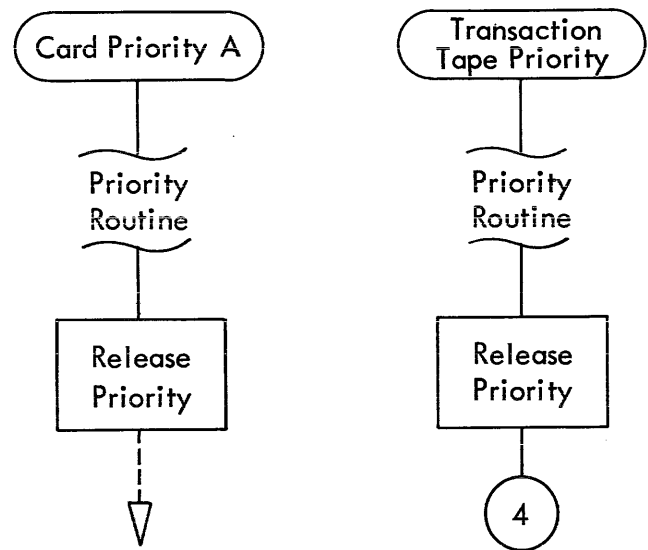 Card Priority A
Priority
Routine
Release
Priority
Transaction
Tape Priority
Priority
Routine
Release
Priority
4